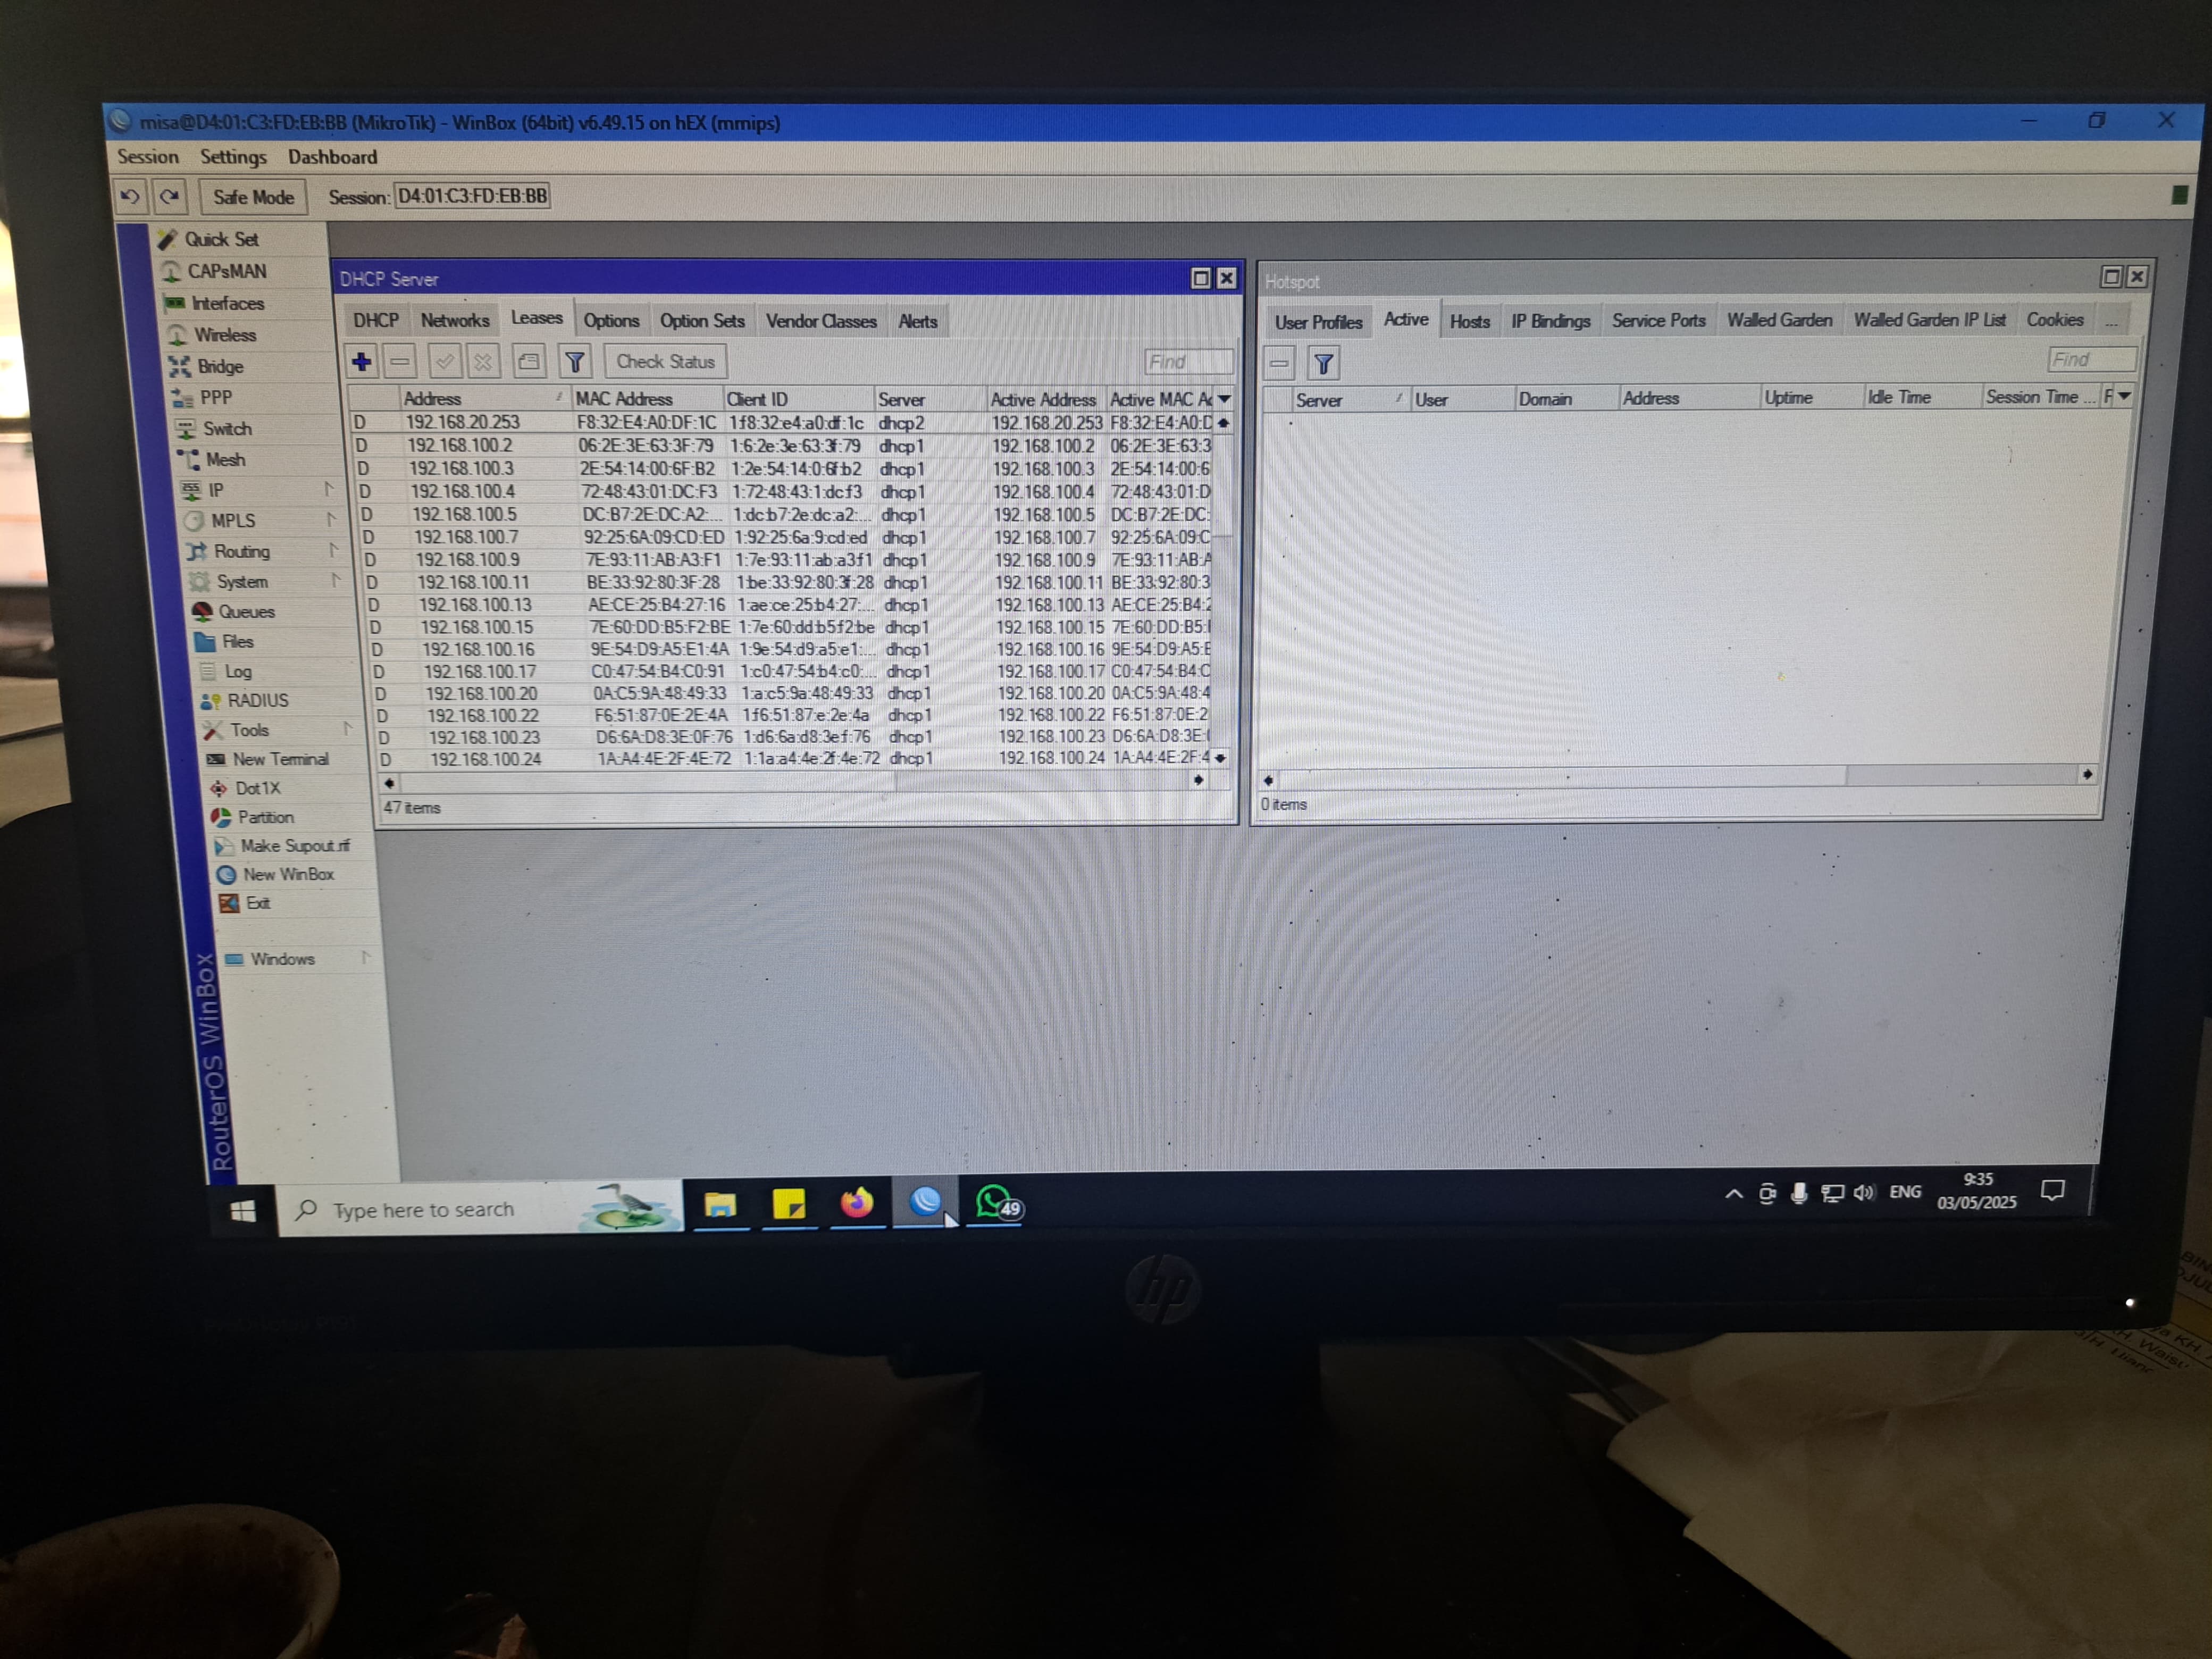 misa@D4:01:C3:FD:EB:BB (MikroTik) - WinBox (64bit) v6.49.15 on hEX (mmips)
Session Settings Dashboard
Safe Mode Session: D4:01:C3:FD:EB:BB
Quick Set
CAPsMAN
Interfaces
Wireless
Bridge
PPP
Switch
Mesh
IP
MPLS
Routing
System
Queues
Files
Log
RADIUS
Tools
New Terminal
Dot1X
Partition
Make Supout.rif
New WinBox
Exit
Windows
RouterOS WinBox
DHCP Server
DHCP Networks Leases Options Option Sets Vendor Classes Alerts
Check Status Find
Address MAC Address Client ID Server Active Address Active MAC Ac
D 192.168.20.253 F8:32:E4:A0:DF:1C 1:f8:32:e4:a0:df:1c dhcp2 192.168.20.253 F8:32:E4:A0:D
D 192.168.100.2 06:2E:3E:63:3F:79 1:6:2e:3e:63:3f:79 dhcp1 192.168.100.2 06:2E:3E:63:3
D 192.168.100.3 2E:54:14:00:6F:B2 1:2e:54:14:0:6f:b2 dhcp1 192.168.100.3 2E:54:14:00:6
D 192.168.100.4 72:48:43:01:DC:F3 1:72:48:43:1:dc:f3 dhcp1 192.168.100.4 72:48:43:01:D
D 192.168.100.5 DC:B7:2E:DC:A2:... 1:dc:b7:2e:dc:a2:... dhcp1 192.168.100.5 DC:B7:2E:DC:
D 192.168.100.7 92:25:6A:09:CD:ED 1:92:25:6a:9:cd:ed dhcp1 192.168.100.7 92:25:6A:09:C
D 192.168.100.9 7E:93:11:AB:A3:F1 1:7e:93:11:ab:a3:f1 dhcp1 192.168.100.9 7E:93:11:AB:A
D 192.168.100.11 BE:33:92:80:3F:28 1:be:33:92:80:3f:28 dhcp1 192.168.100.11 BE:33:92:80:3
D 192.168.100.13 AE:CE:25:B4:27:16 1:ae:ce:25:b4:27:... dhcp1 192.168.100.13 AE:CE:25:B4:2
D 192.168.100.15 7E:60:DD:B5:F2:BE 1:7e:60:dd:b5:f2:be dhcp1 192.168.100.15 7E:60:DD:B5:
D 192.168.100.16 9E:54:D9:A5:E1:4A 1:9e:54:d9:a5:e1:... dhcp1 192.168.100.16 9E:54:D9:A5:E
D 192.168.100.17 C0:47:54:B4:C0:91 1:c0:47:54:b4:c0:... dhcp1 192.168.100.17 C0:47:54:B4:C
D 192.168.100.20 0A:C5:9A:48:49:33 1:a:c5:9a:48:49:33 dhcp1 192.168.100.20 0A:C5:9A:48:4
D 192.168.100.22 F6:51:87:0E:2E:4A 1:f6:51:87:e:2e:4a dhcp1 192.168.100.22 F6:51:87:0E:2
D 192.168.100.23 D6:6A:D8:3E:0F:76 1:d6:6a:d8:3e:f:76 dhcp1 192.168.100.23 D6:6A:D8:3E:
D 192.168.100.24 1A:A4:4E:2F:4E:72 1:1a:a4:4e:2f:4e:72 dhcp1 192.168.100.24 1A:A4:4E:2F:4
47 items
Hotspot
User Profiles Active Hosts IP Bindings Service Ports Walled Garden Walled Garden IP List Cookies ...
Find
Server User Domain Address Uptime Idle Time Session Time ...
0 items
Type here to search
49
ENG
9:35
03/05/2025
hp